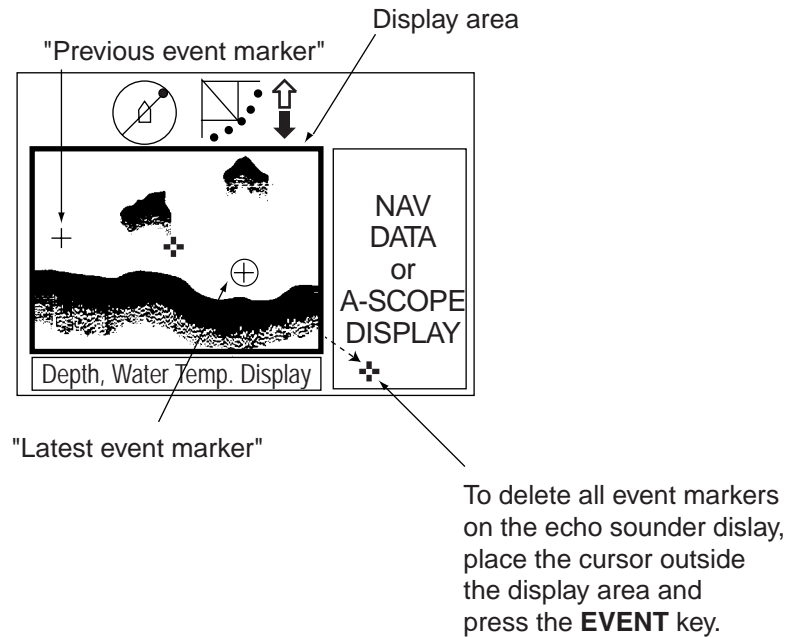 Display area
"Previous event marker"
NAV
DATA
or
A-SCOPE
DISPLAY
Depth, Water Temp. Display
"Latest event marker"
To delete all event markers
on the echo sounder dislay,
place the cursor outside
the display area and
press the EVENT key.